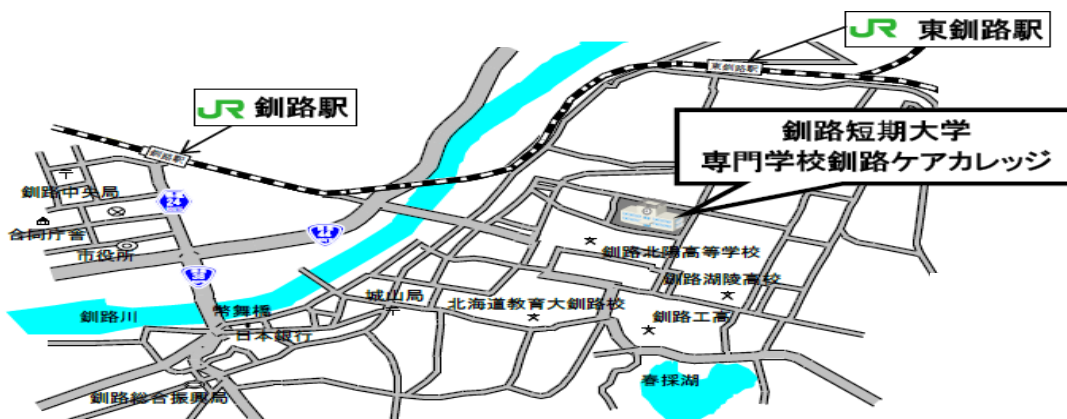 JR 東釧路駅
東釧路駅
JR 釧路駅
釧路駅
釧路短期大学
専門学校釧路ケアカレッジ
釧路中央局
24
合同庁舎
市役所
38
釧路北陽高等学校
釧路湖陵高校
城山局
北海道教育大釧路校
釧路工高
釧路川
幣舞橋
日本銀行
春採湖
釧路総合振興局